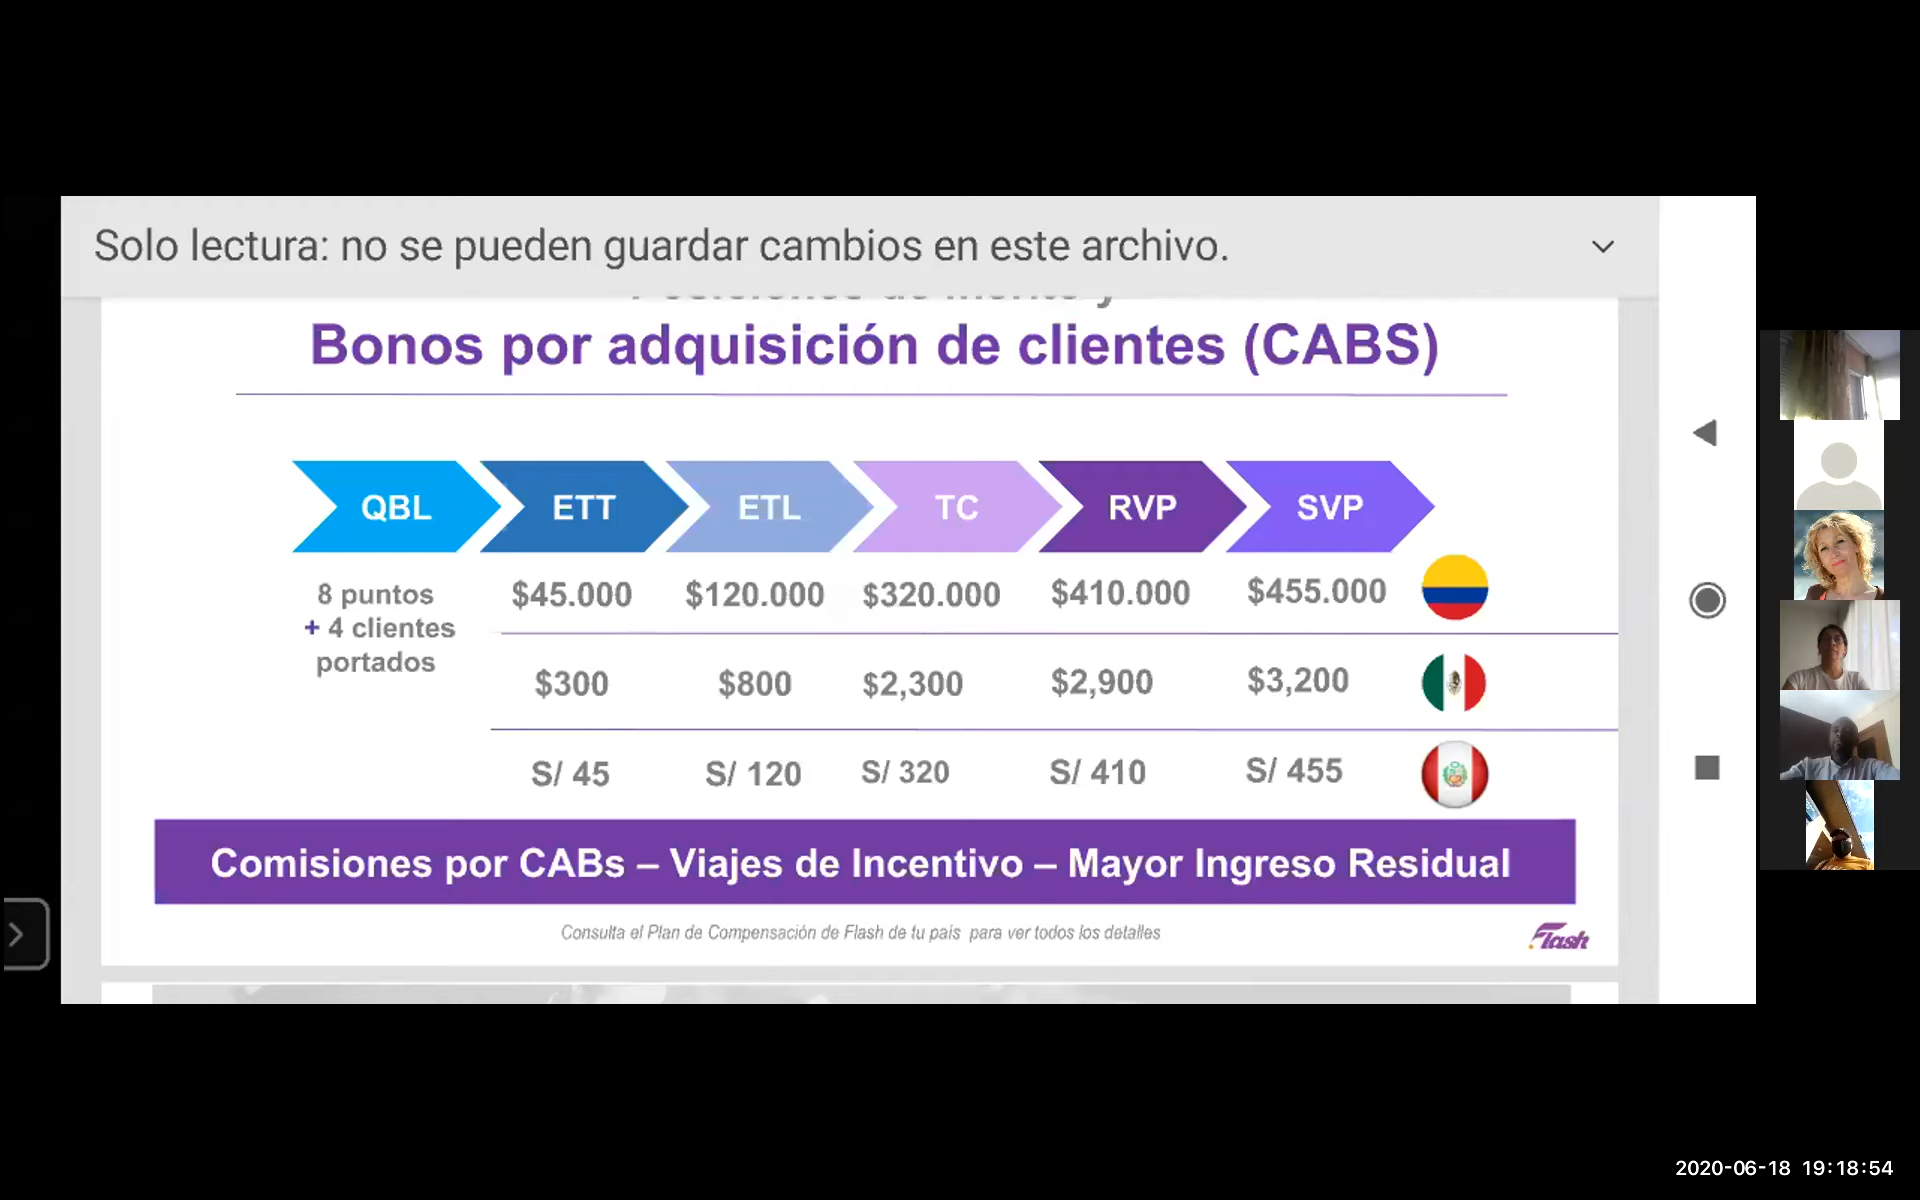 Solo lectura: no se pueden guardar cambios en este archivo.
Posiciones de mérito y
Bonos por adquisición de clientes (CABS)
QBL ETT ETL TC RVP SVP
8 puntos
+ 4 clientes
portados
$45.000 $120.000 $320.000 $410.000 $455.000
$300 $800 $2,300 $2,900 $3,200
S/ 45 S/ 120 S/ 320 S/ 410 S/ 455
Comisiones por CABs – Viajes de Incentivo – Mayor Ingreso Residual
Consulta el Plan de Compensación de Flash de tu país para ver todos los detalles
Flash
2020-06-18 19:18:54